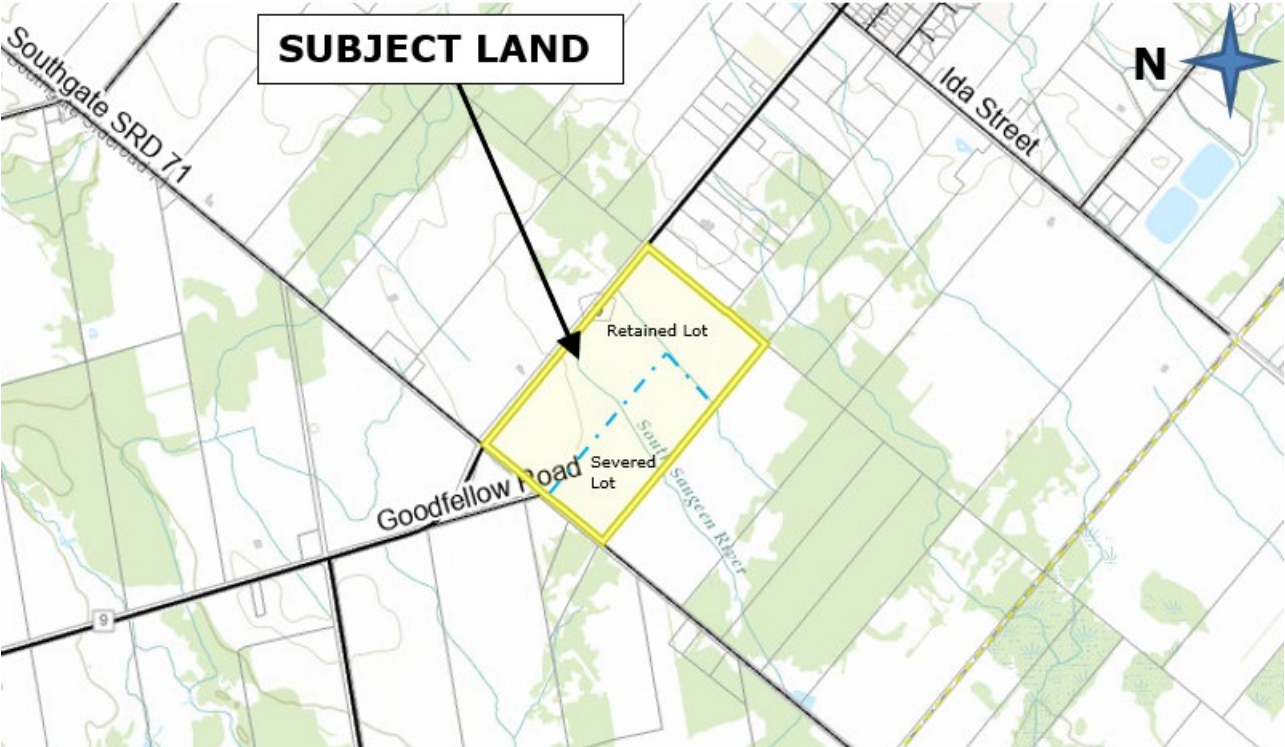 SUBJECT LAND
N
Southgate SRD 71
Ida Street
Retained Lot
Severed
Lot
South Saugeen River
Goodfellow Road
9